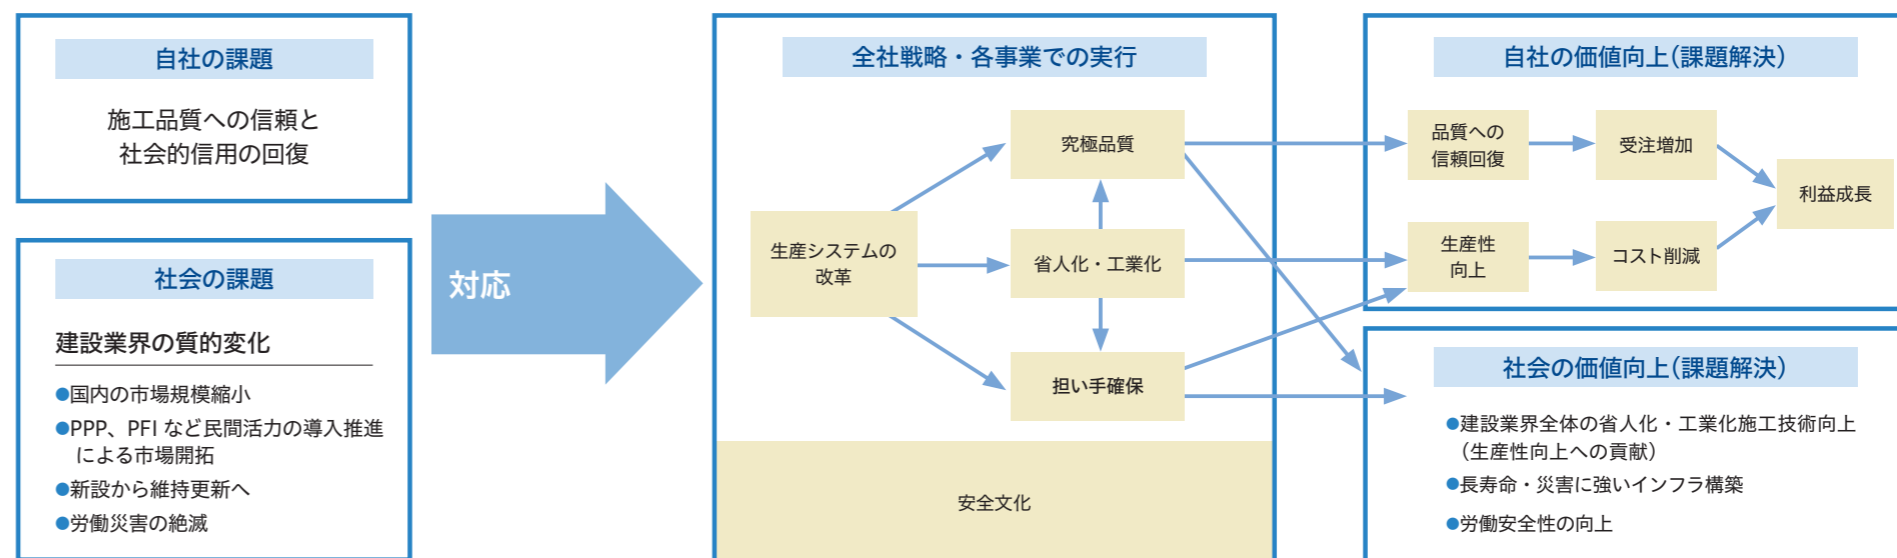 自社の課題
施工品質への信頼と
社会的信用の回復
社会の課題
建設業界の質的変化
●国内の市場規模縮小
●PPP、PFI など民間活力の導入推進
による市場開拓
●新設から維持更新へ
●労働災害の絶滅
対応
全社戦略・各事業での実行
生産システムの
改革
究極品質
省人化・工業化
担い手確保
安全文化
自社の価値向上(課題解決)
品質への
信頼回復
受注増加
生産性
向上
コスト削減
利益成長
社会の価値向上(課題解決)
●建設業界全体の省人化・工業化施工技術向上
(生産性向上への貢献)
●長寿命・災害に強いインフラ構築
●労働安全性の向上